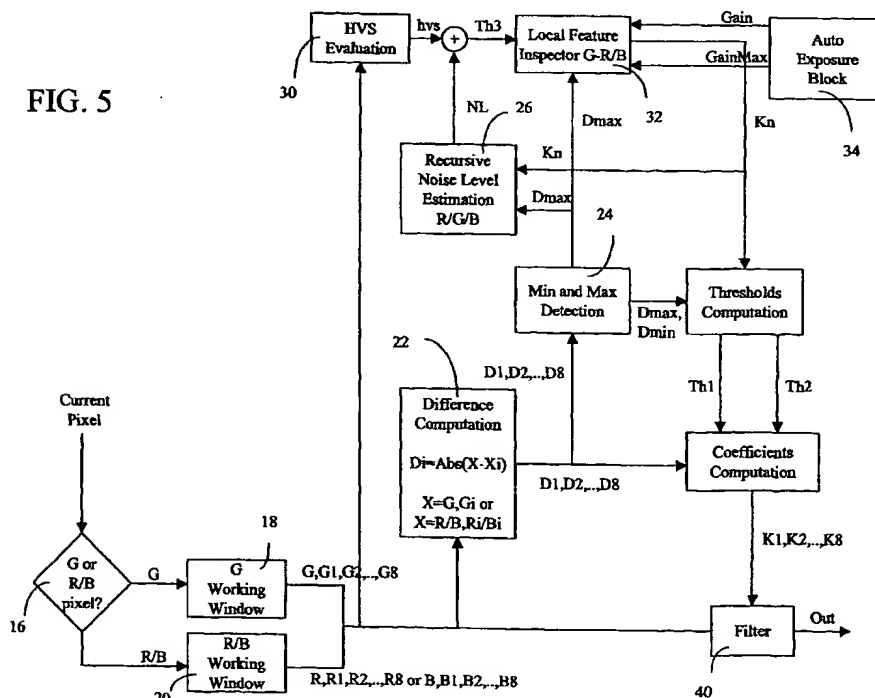 FIG. 5
HVS
Evaluation
30
hvs
+
Th3
Local Feature
Inspector G-R/B
32
Gain
GainMax
Auto
Exposure
Block
34
NL
26
Dmax
Kn
Kn
Recursive
Noise Level
Estimation
R/G/B
Dmax
24
Min and Max
Detection
Dmax,
Dmin
Thresholds
Computation
22
D1,D2,..,D8
Th1
Th2
Difference
Computation
Di=Abs(X-Xi)
X=G,Gi or
X=R/B,Ri/Bi
D1,D2,..,D8
Coefficients
Computation
K1,K2,..,K8
Current
Pixel
G or
R/B
pixel?
16
G
18
G
Working
Window
G,G1,G2,..,G8
R/B
R/B
Working
Window
20
R,R1,R2,..,R8 or B,B1,B2,..,B8
Filter
40
Out